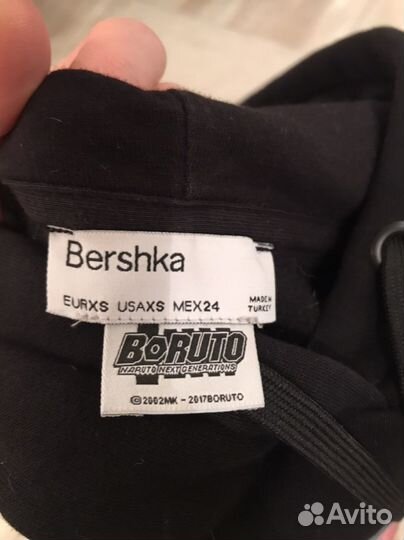 Bershka
EURXS USAXS MEX24
MADE IN
TURKEY
BORUTO
NARUTO NEXT GENERATIONS
©2002MK - 2017BORUTO
Avito